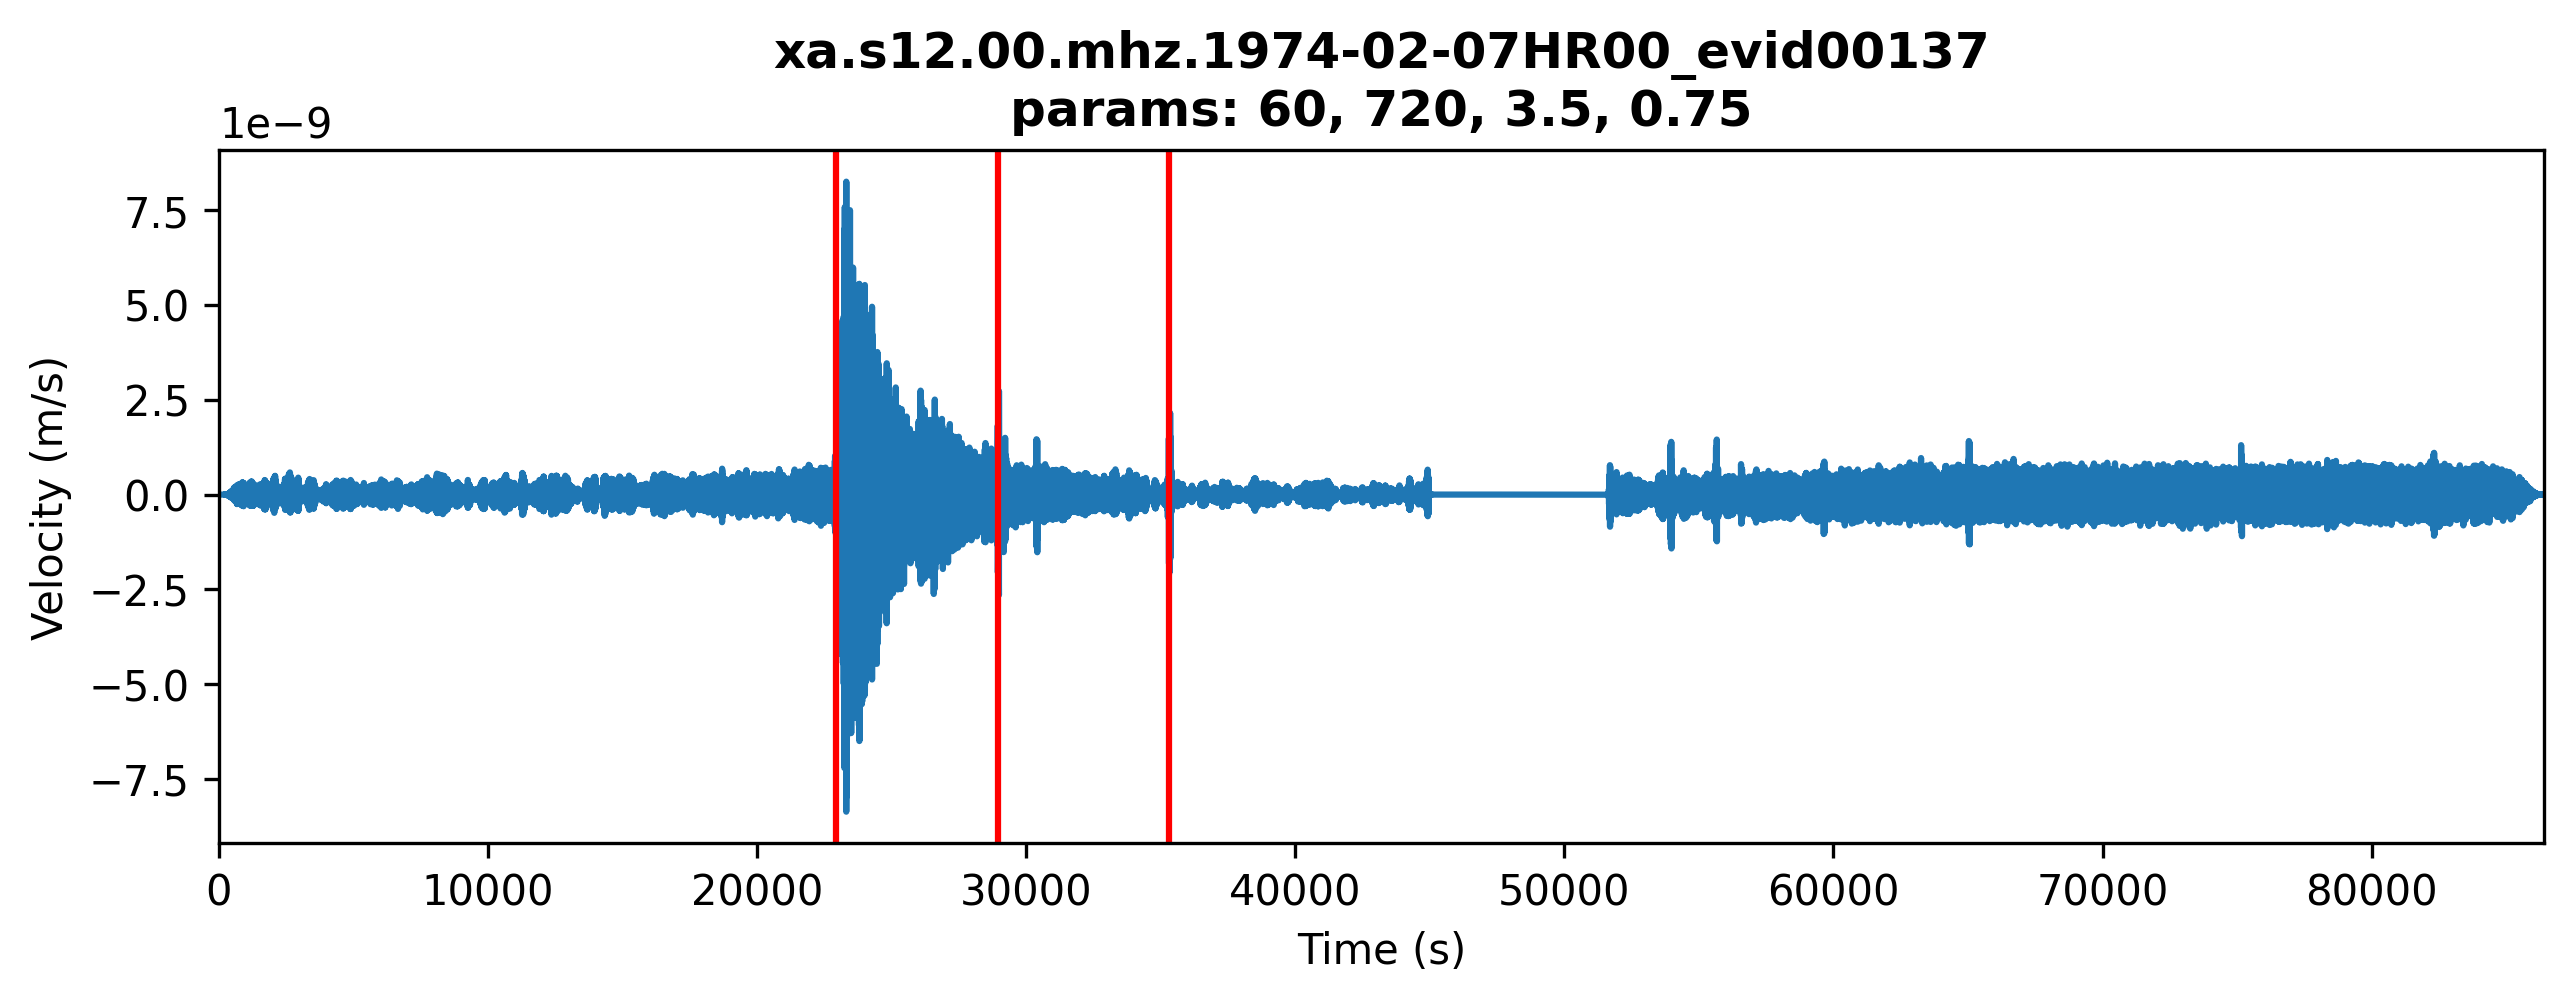 xa.s12.00.mhz.1974-02-07HR00_evid00137
params: 60, 720, 3.5, 0.75
1e−9
7.5
5.0
2.5
0.0
−2.5
−5.0
−7.5
Velocity (m/s)
0 10000 20000 30000 40000 50000 60000 70000 80000
Time (s)